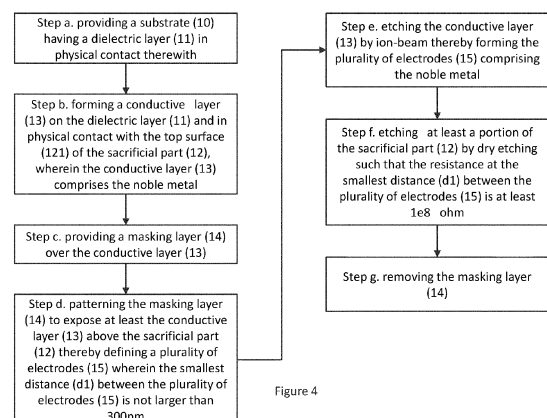 Step a. providing a substrate (10)
having a dielectric layer (11) in
physical contact therewith
Step b. forming a conductive layer
(13) on the dielectric layer (11) and in
physical contact with the top surface
(121) of the sacrificial part (12),
wherein the conductive layer (13)
comprises the noble metal
Step c. providing a masking layer (14)
over the conductive layer (13)
Step d. patterning the masking layer
(14) to expose at least the conductive
layer (13) above the sacrificial part
(12) thereby defining a plurality of
electrodes (15) wherein the smallest
distance (d1) between the plurality of
electrodes (15) is not larger than
300nm
Step e. etching the conductive layer
(13) by ion-beam thereby forming the
plurality of electrodes (15) comprising
the noble metal
Step f. etching at least a portion of
the sacrificial part (12) by dry etching
such that the resistance at the
smallest distance (d1) between the
plurality of electrodes (15) is at least
1e8 ohm
Step g. removing the masking layer
(14)
Figure 4